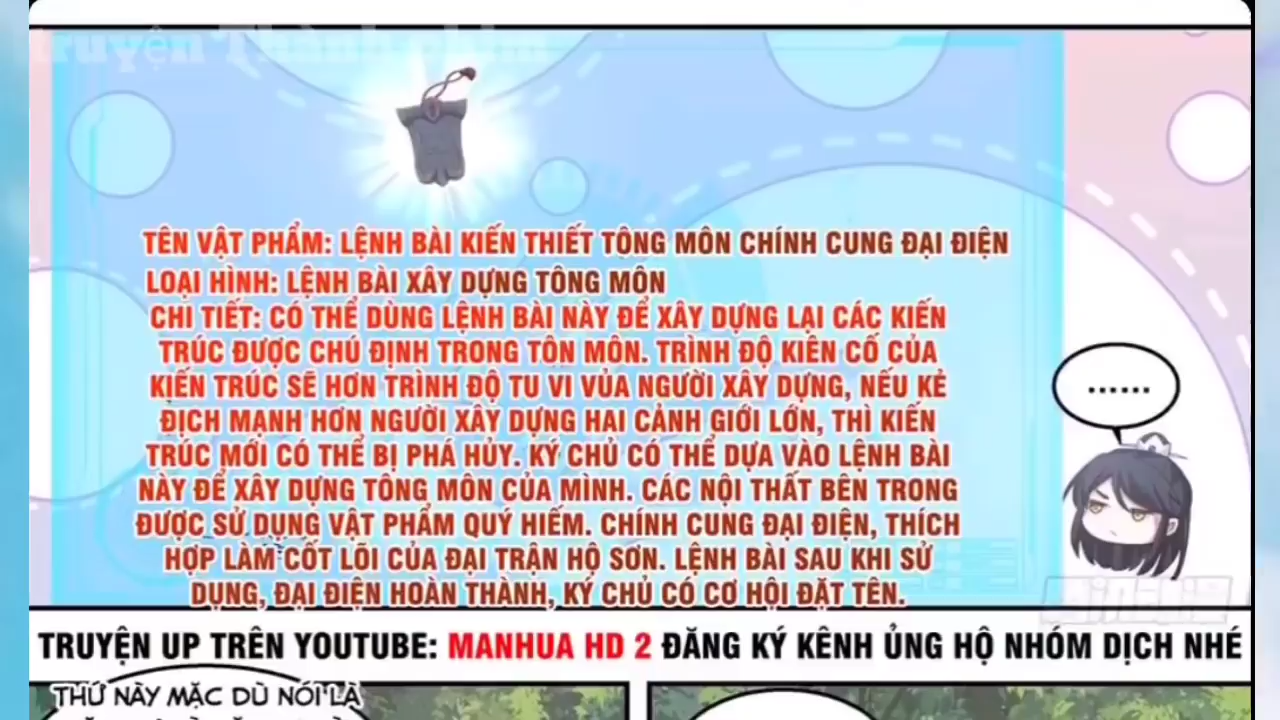 Truyện Thành phim
TÊN VẬT PHẨM: LỆNH BÀI KIẾN THIẾT TÔNG MÔN CHÍNH CUNG ĐẠI ĐIỆN
LOẠI HÌNH: LỆNH BÀI XÂY DỰNG TÔNG MÔN
CHI TIẾT: CÓ THỂ DÙNG LỆNH BÀI NÀY ĐỂ XÂY DỰNG LẠI CÁC KIẾN
TRÚC ĐƯỢC CHÚ ĐỊNH TRONG TÔN MÔN. TRÌNH ĐỘ KIÊN CỐ CỦA
KIẾN TRÚC SẼ HƠN TRÌNH ĐỘ TU VI VỦA NGƯỜI XÂY DỰNG, NẾU KẺ
ĐỊCH MẠNH HƠN NGƯỜI XÂY DỰNG HAI CẢNH GIỚI LỚN, THÌ KIẾN
TRÚC MỚI CÓ THỂ BỊ PHÁ HỦY. KÝ CHỦ CÓ THỂ DỰA VÀO LỆNH BÀI
NÀY ĐỂ XÂY DỰNG TÔNG MÔN CỦA MÌNH. CÁC NỘI THẤT BÊN TRONG
ĐƯỢC SỬ DỤNG VẬT PHẨM QUÝ HIẾM. CHÍNH CUNG ĐẠI ĐIỆN, THÍCH
HỢP LÀM CỐT LÕI CỦA ĐẠI TRẬN HỘ SƠN. LỆNH BÀI SAU KHI SỬ
DỤNG, ĐẠI ĐIỆN HOÀN THÀNH, KÝ CHỦ CÓ CƠ HỘI ĐẶT TÊN.
......
TRUYỆN UP TRÊN YOUTUBE: MANHUA HD 2 ĐĂNG KÝ KÊNH ỦNG HỘ NHÓM DỊCH NHÉ
THỨ NÀY MẶC DÙ NÓI LÀ